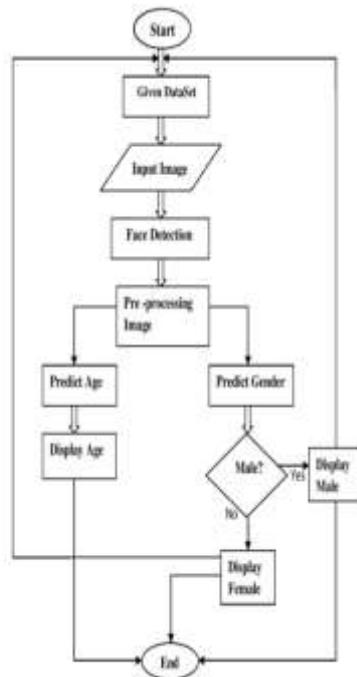 Start
Given DataSet
Input Image
Face Detection
Pre -processing
Image
Predict Age
Predict Gender
Display Age
Male?
Yes
Display
Male
No
Display
Female
End